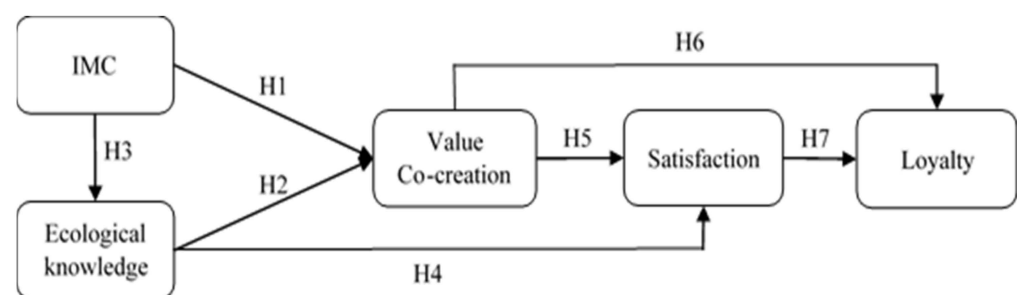 IMC
H1
H3
H2
Ecological
knowledge
H4
Value
Co-creation
H5
H6
Satisfaction
H7
Loyalty